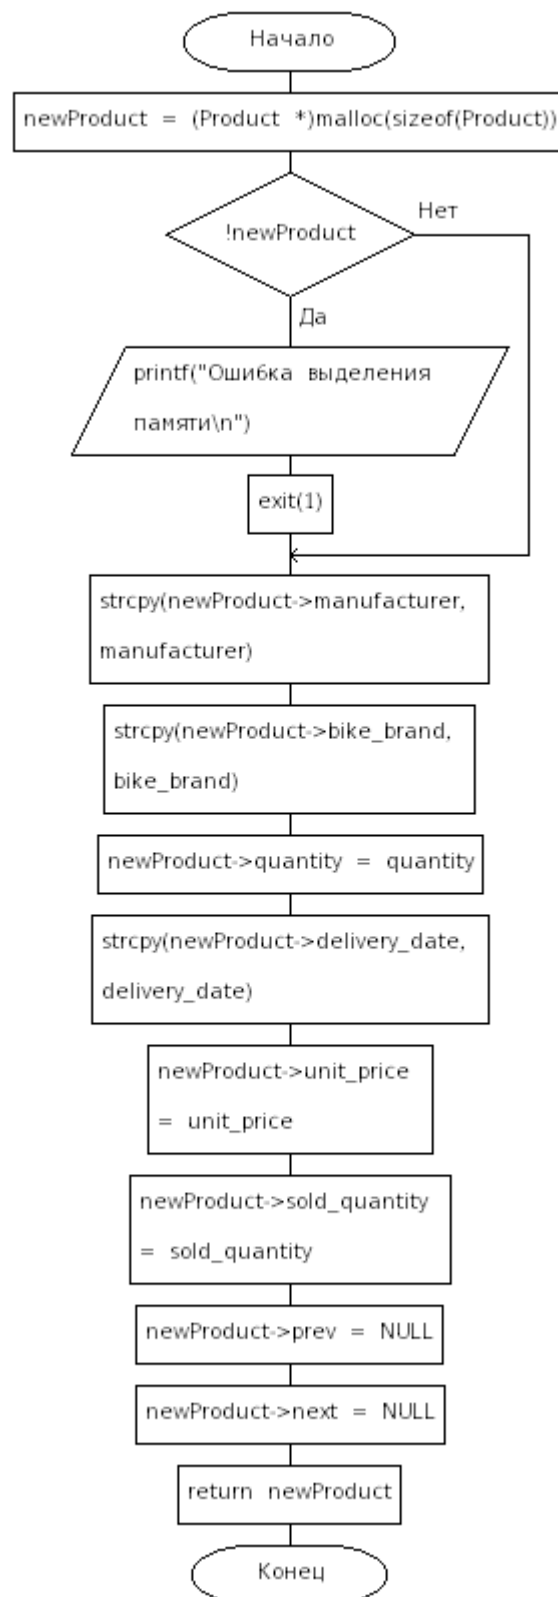 Начало
newProduct = (Product *)malloc(sizeof(Product))
!newProduct
Нет
Да
printf("Ошибка выделения
памяти\n")
exit(1)
strcpy(newProduct->manufacturer,
manufacturer)
strcpy(newProduct->bike_brand,
bike_brand)
newProduct->quantity = quantity
strcpy(newProduct->delivery_date,
delivery_date)
newProduct->unit_price
= unit_price
newProduct->sold_quantity
= sold_quantity
newProduct->prev = NULL
newProduct->next = NULL
return newProduct
Конец